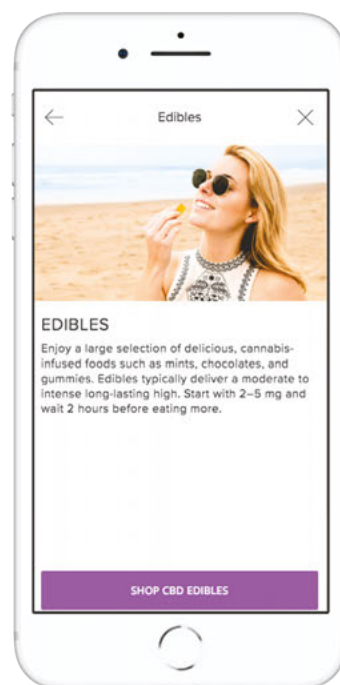 Edibles
EDIBLES
Enjoy a large selection of delicious, cannabis-
infused foods such as mints, chocolates, and
gummies. Edibles typically deliver a moderate to
intense long-lasting high. Start with 2–5 mg and
wait 2 hours before eating more.
SHOP CBD EDIBLES